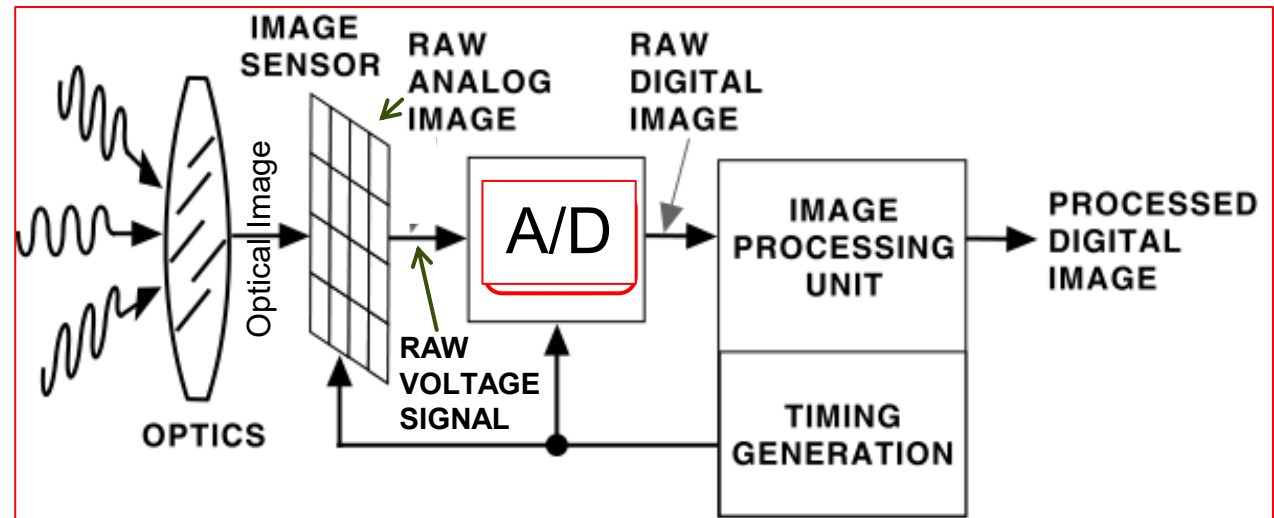 IMAGE
SENSOR
RAW
ANALOG
IMAGE
RAW
DIGITAL
IMAGE
Optical Image
A/D
IMAGE
PROCESSING
UNIT
PROCESSED
DIGITAL
IMAGE
RAW
VOLTAGE
SIGNAL
OPTICS
TIMING
GENERATION